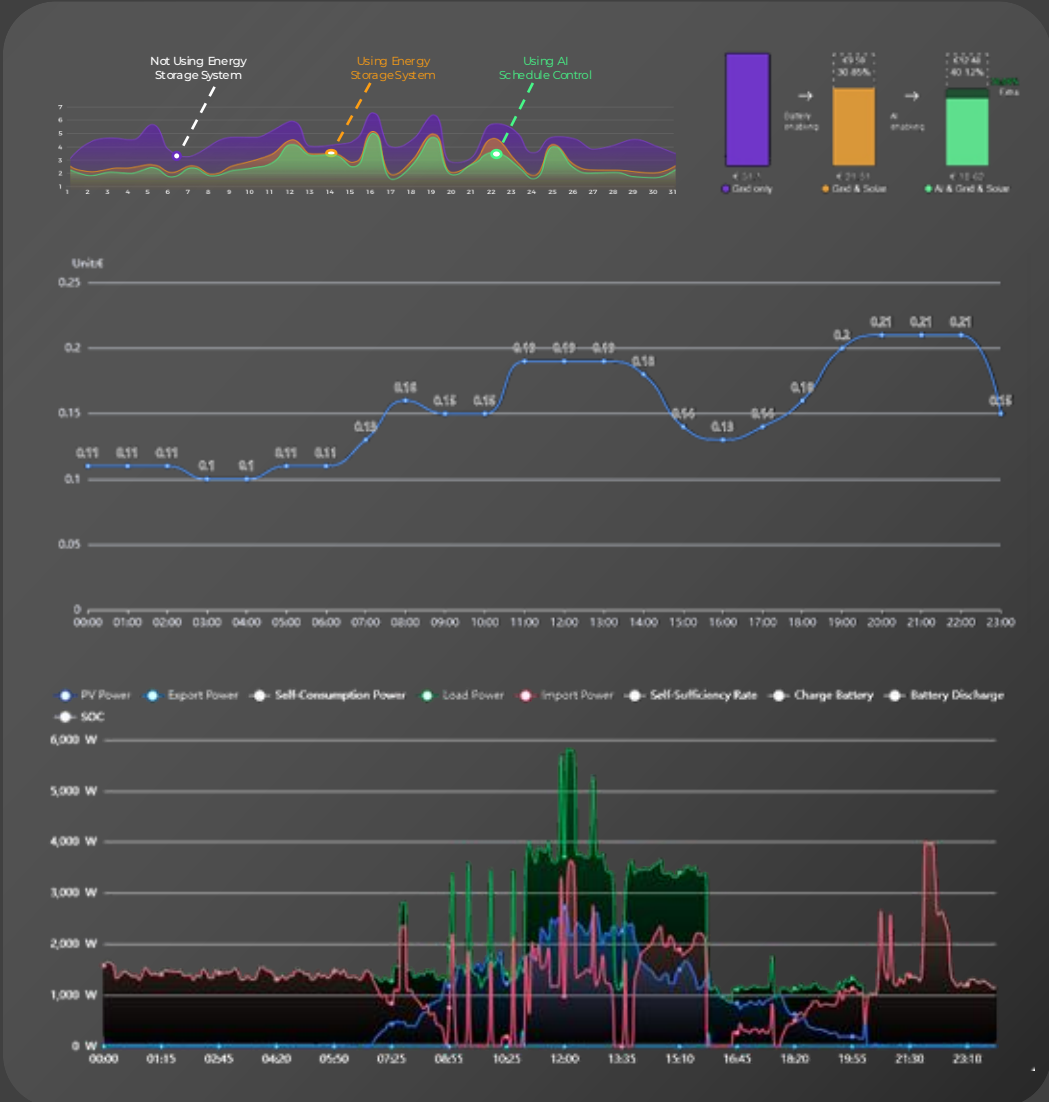 Not Using Energy
Storage System
Using Energy
Storage System
Using AI
Schedule Control
7
6
5
4
3
2
1
1 2 3 4 5 6 7 8 9 10 11 12 13 14 15 16 17 18 19 20 21 22 23 24 25 26 27 28 29 30 31
30.85%
40.12%
Battery
enabling
AI
enabling
Extra
Grid only
Grid & Solar
AI & Grid & Solar
Unit:€
0.25
0.2
0.15
0.1
0.05
0
0.11 0.11 0.11 0.1 0.1 0.11 0.11 0.13 0.16 0.15 0.15 0.19 0.19 0.19 0.18 0.13 0.2 0.21 0.21 0.21
00:00 01:00 02:00 03:00 04:00 05:00 06:00 07:00 08:00 09:00 10:00 11:00 12:00 13:00 14:00 15:00 16:00 17:00 18:00 19:00 20:00 21:00 22:00 23:00
PV Power Export Power Self-Consumption Power Load Power Import Power Self-Sufficiency Rate Charge Battery Battery Discharge
SOC
6,000 W
5,000 W
4,000 W
3,000 W
2,000 W
1,000 W
0 W
00:00 01:15 02:45 04:20 05:50 07:25 08:55 10:25 12:00 13:35 15:10 16:45 18:20 19:55 21:30 23:10